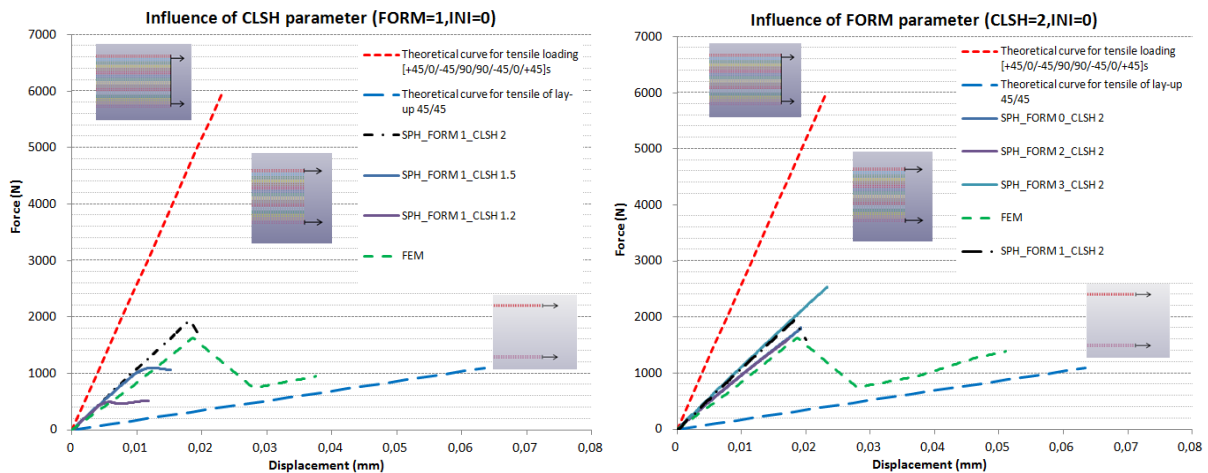 Influence of CLSH parameter (FORM=1,INI=0)
Force (N)
7000
6000
5000
4000
3000
2000
1000
0
Theoretical curve for tensile loading
[+45/0/-45/90/90/-45/0/+45]s
Theoretical curve for tensile of lay-
up 45/45
SPH_FORM 1_CLSH 2
SPH_FORM 1_CLSH 1.5
SPH_FORM 1_CLSH 1.2
FEM
0
0,01
0,02
0,03
0,04
0,05
0,06
0,07
0,08
Displacement (mm)
Influence of FORM parameter (CLSH=2,INI=0)
Force (N)
7000
6000
5000
4000
3000
2000
1000
0
Theoretical curve for tensile loading
[+45/0/-45/90/90/-45/0/+45]s
Theoretical curve for tensile of lay-up
45/45
SPH_FORM 0_CLSH 2
SPH_FORM 2_CLSH 2
SPH_FORM 3_CLSH 2
FEM
SPH_FORM 1_CLSH 2
0
0,01
0,02
0,03
0,04
0,05
0,06
0,07
0,08
Displacement (mm)